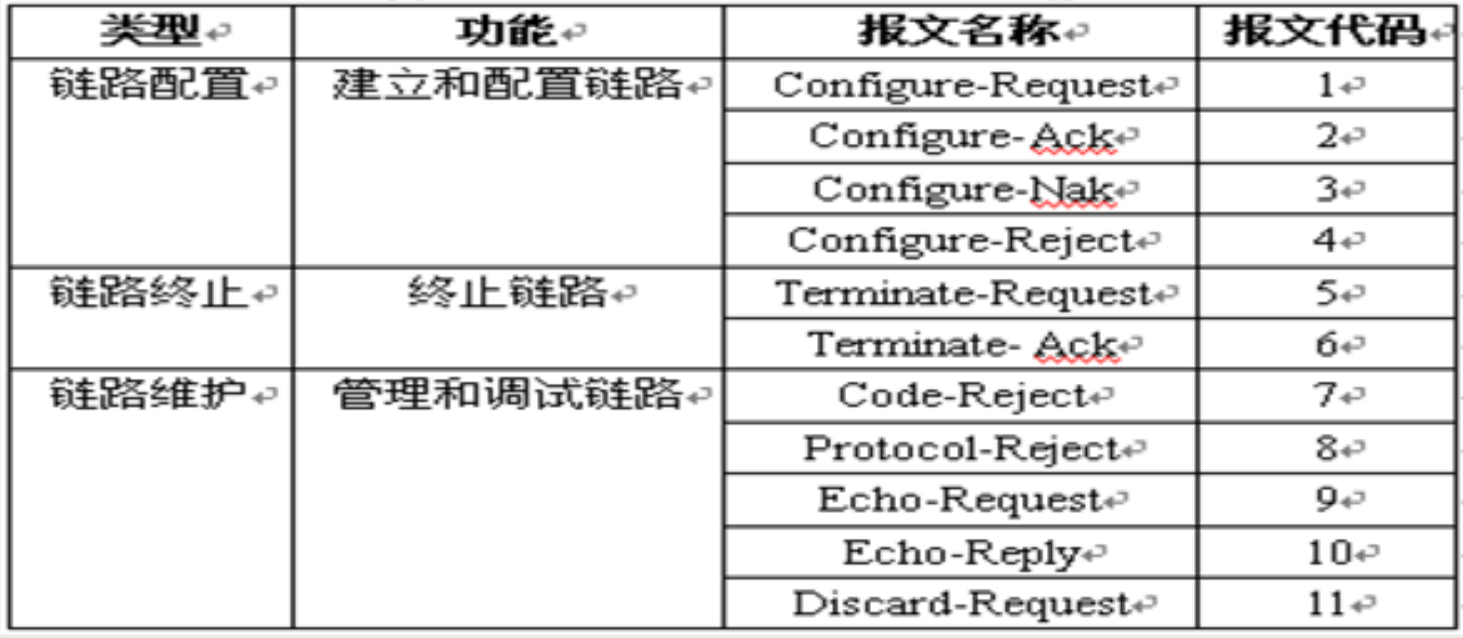 类型 功能 报文名称 报文代码
链路配置 建立和配置链路 Configure-Request 1
Configure-Ack 2
Configure-Nak 3
Configure-Reject 4
链路终止 终止链路 Terminate-Request 5
Terminate- Ack 6
链路维护 管理和调试链路 Code-Reject 7
Protocol-Reject 8
Echo-Request 9
Echo-Reply 10
Discard-Request 11